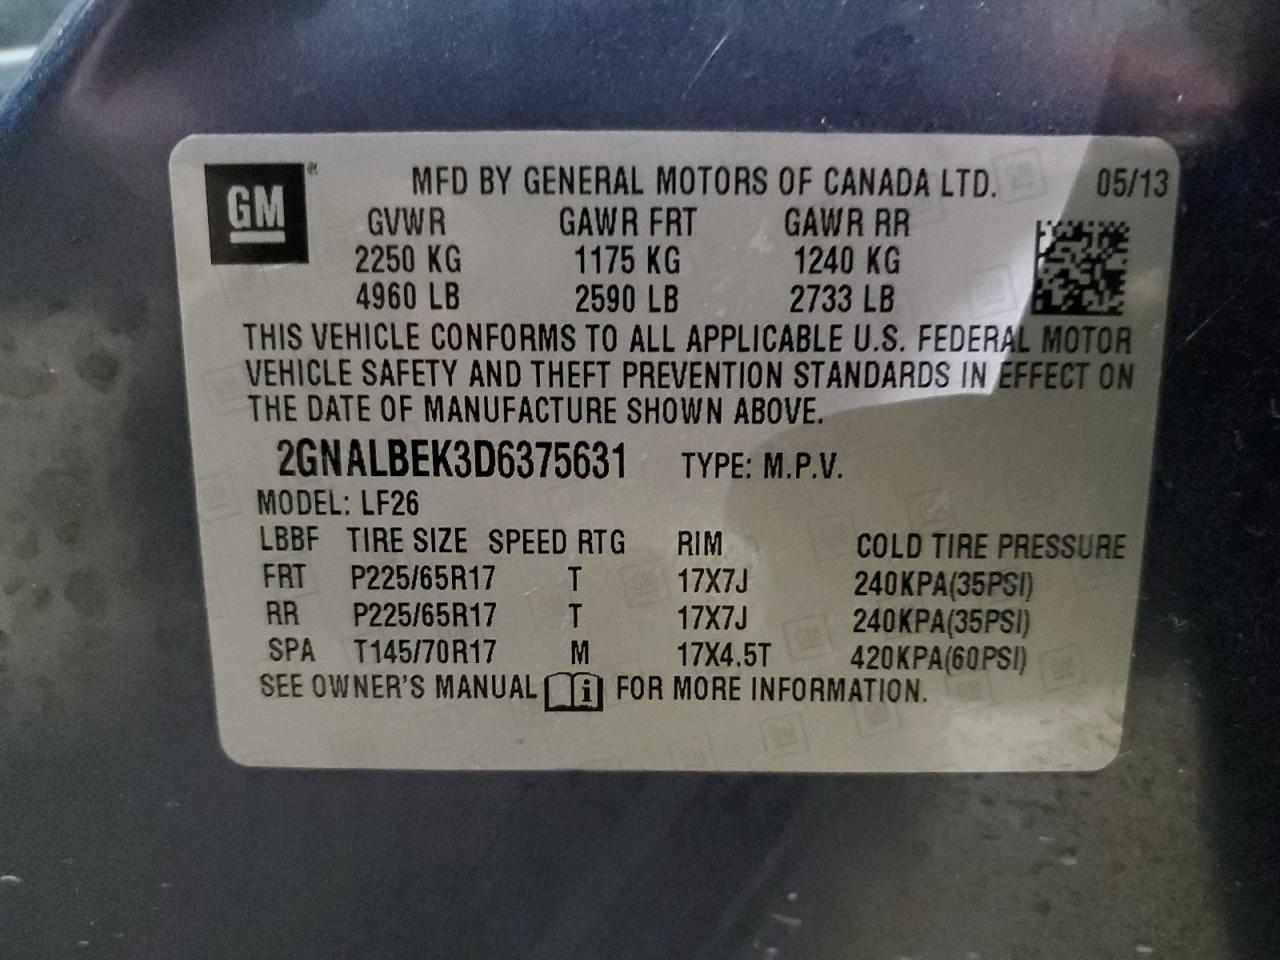 GM® MFD BY GENERAL MOTORS OF CANADA LTD. 05/13
GVWR GAWR FRT GAWR RR
2250 KG 1175 KG 1240 KG
4960 LB 2590 LB 2733 LB
THIS VEHICLE CONFORMS TO ALL APPLICABLE U.S. FEDERAL MOTOR
VEHICLE SAFETY AND THEFT PREVENTION STANDARDS IN EFFECT ON
THE DATE OF MANUFACTURE SHOWN ABOVE.
2GNALBEK3D6375631 TYPE: M.P.V.
MODEL: LF26
LBBF TIRE SIZE SPEED RTG RIM COLD TIRE PRESSURE
FRT P225/65R17 T 17X7J 240KPA(35PSI)
RR P225/65R17 T 17X7J 240KPA(35PSI)
SPA T145/70R17 M 17X4.5T 420KPA(60PSI)
SEE OWNER'S MANUAL i FOR MORE INFORMATION.